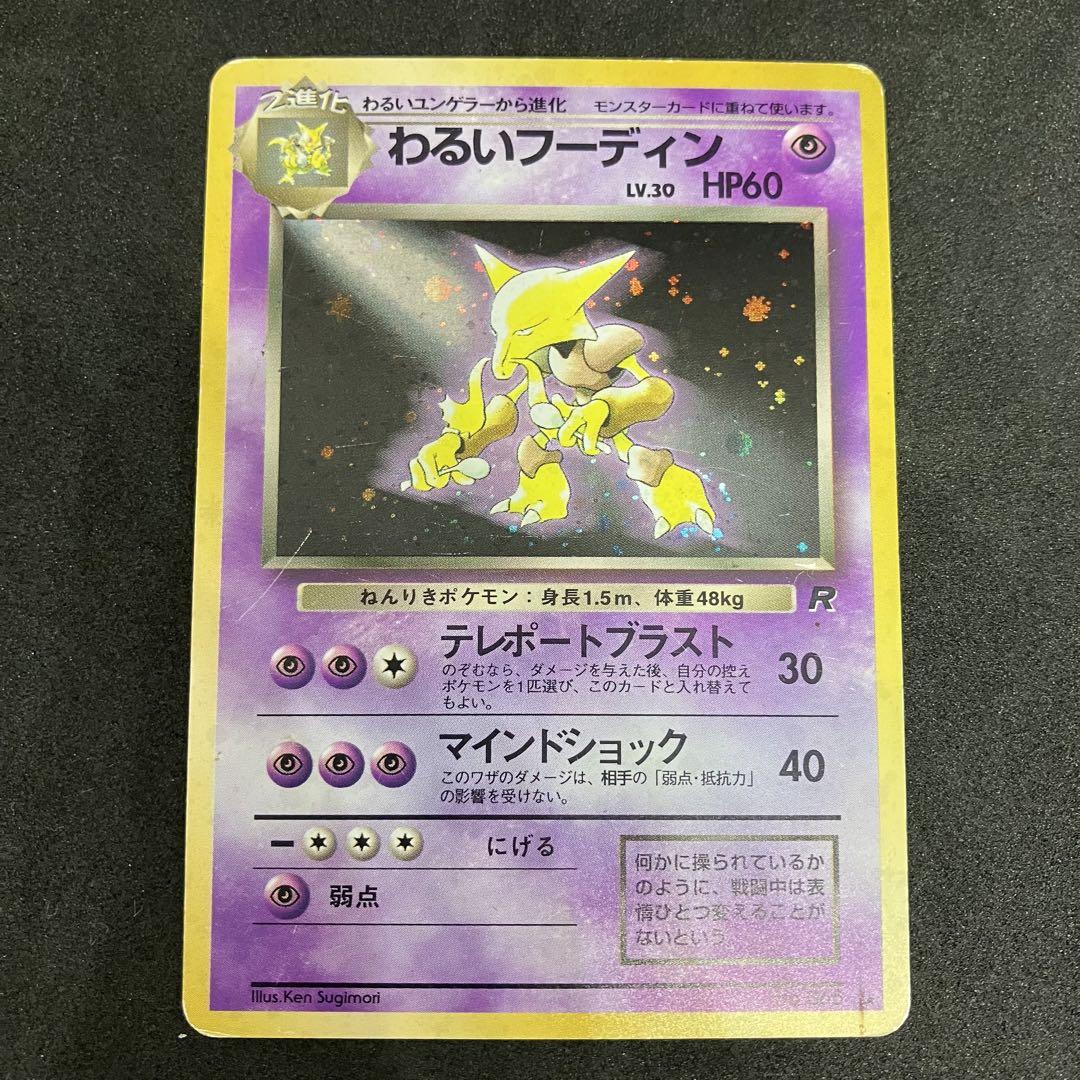 2進化 わるいユンゲラーから進化 モンスターカードに重ねて使います。
わるいフーディン
LV.30 HP60
ねんりきポケモン：身長1.5m、体重48kg R
テレポートブラスト 30
のぞむなら、ダメージを与えた後、自分の控え
ポケモンを1匹選び、このカードと入れ替えて
もよい。
マインドショック 40
このワザのダメージは、相手の「弱点・抵抗力」
の影響を受けない。
にげる
弱点
何かに操られているか
のように、戦闘中は表
情ひとつ変えることが
ないという
Illus.Ken Sugimori